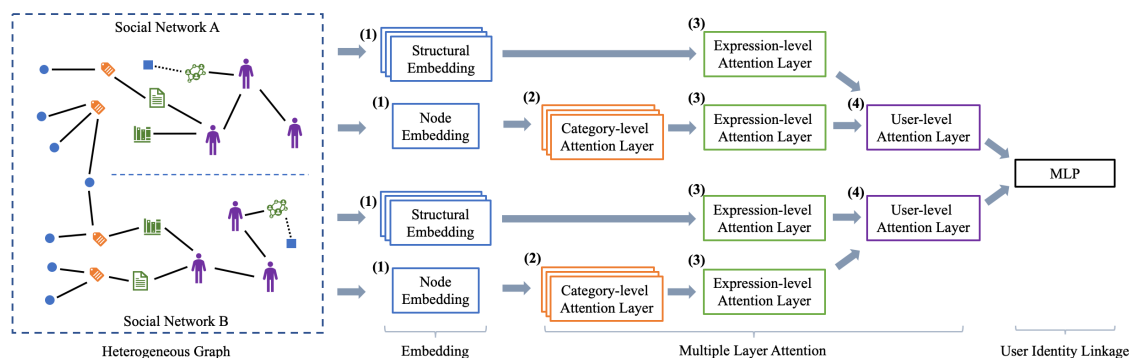 Social Network A
(1)
Structural
Embedding
(3)
Expression-level
Attention Layer
(1)
Node
Embedding
(2)
Category-level
Attention Layer
(3)
Expression-level
Attention Layer
(4)
User-level
Attention Layer
MLP
(1)
Structural
Embedding
(3)
Expression-level
Attention Layer
(4)
User-level
Attention Layer
(1)
Node
Embedding
(2)
Category-level
Attention Layer
(3)
Expression-level
Attention Layer
Social Network B
Heterogeneous Graph
Embedding
Multiple Layer Attention
User Identity Linkage